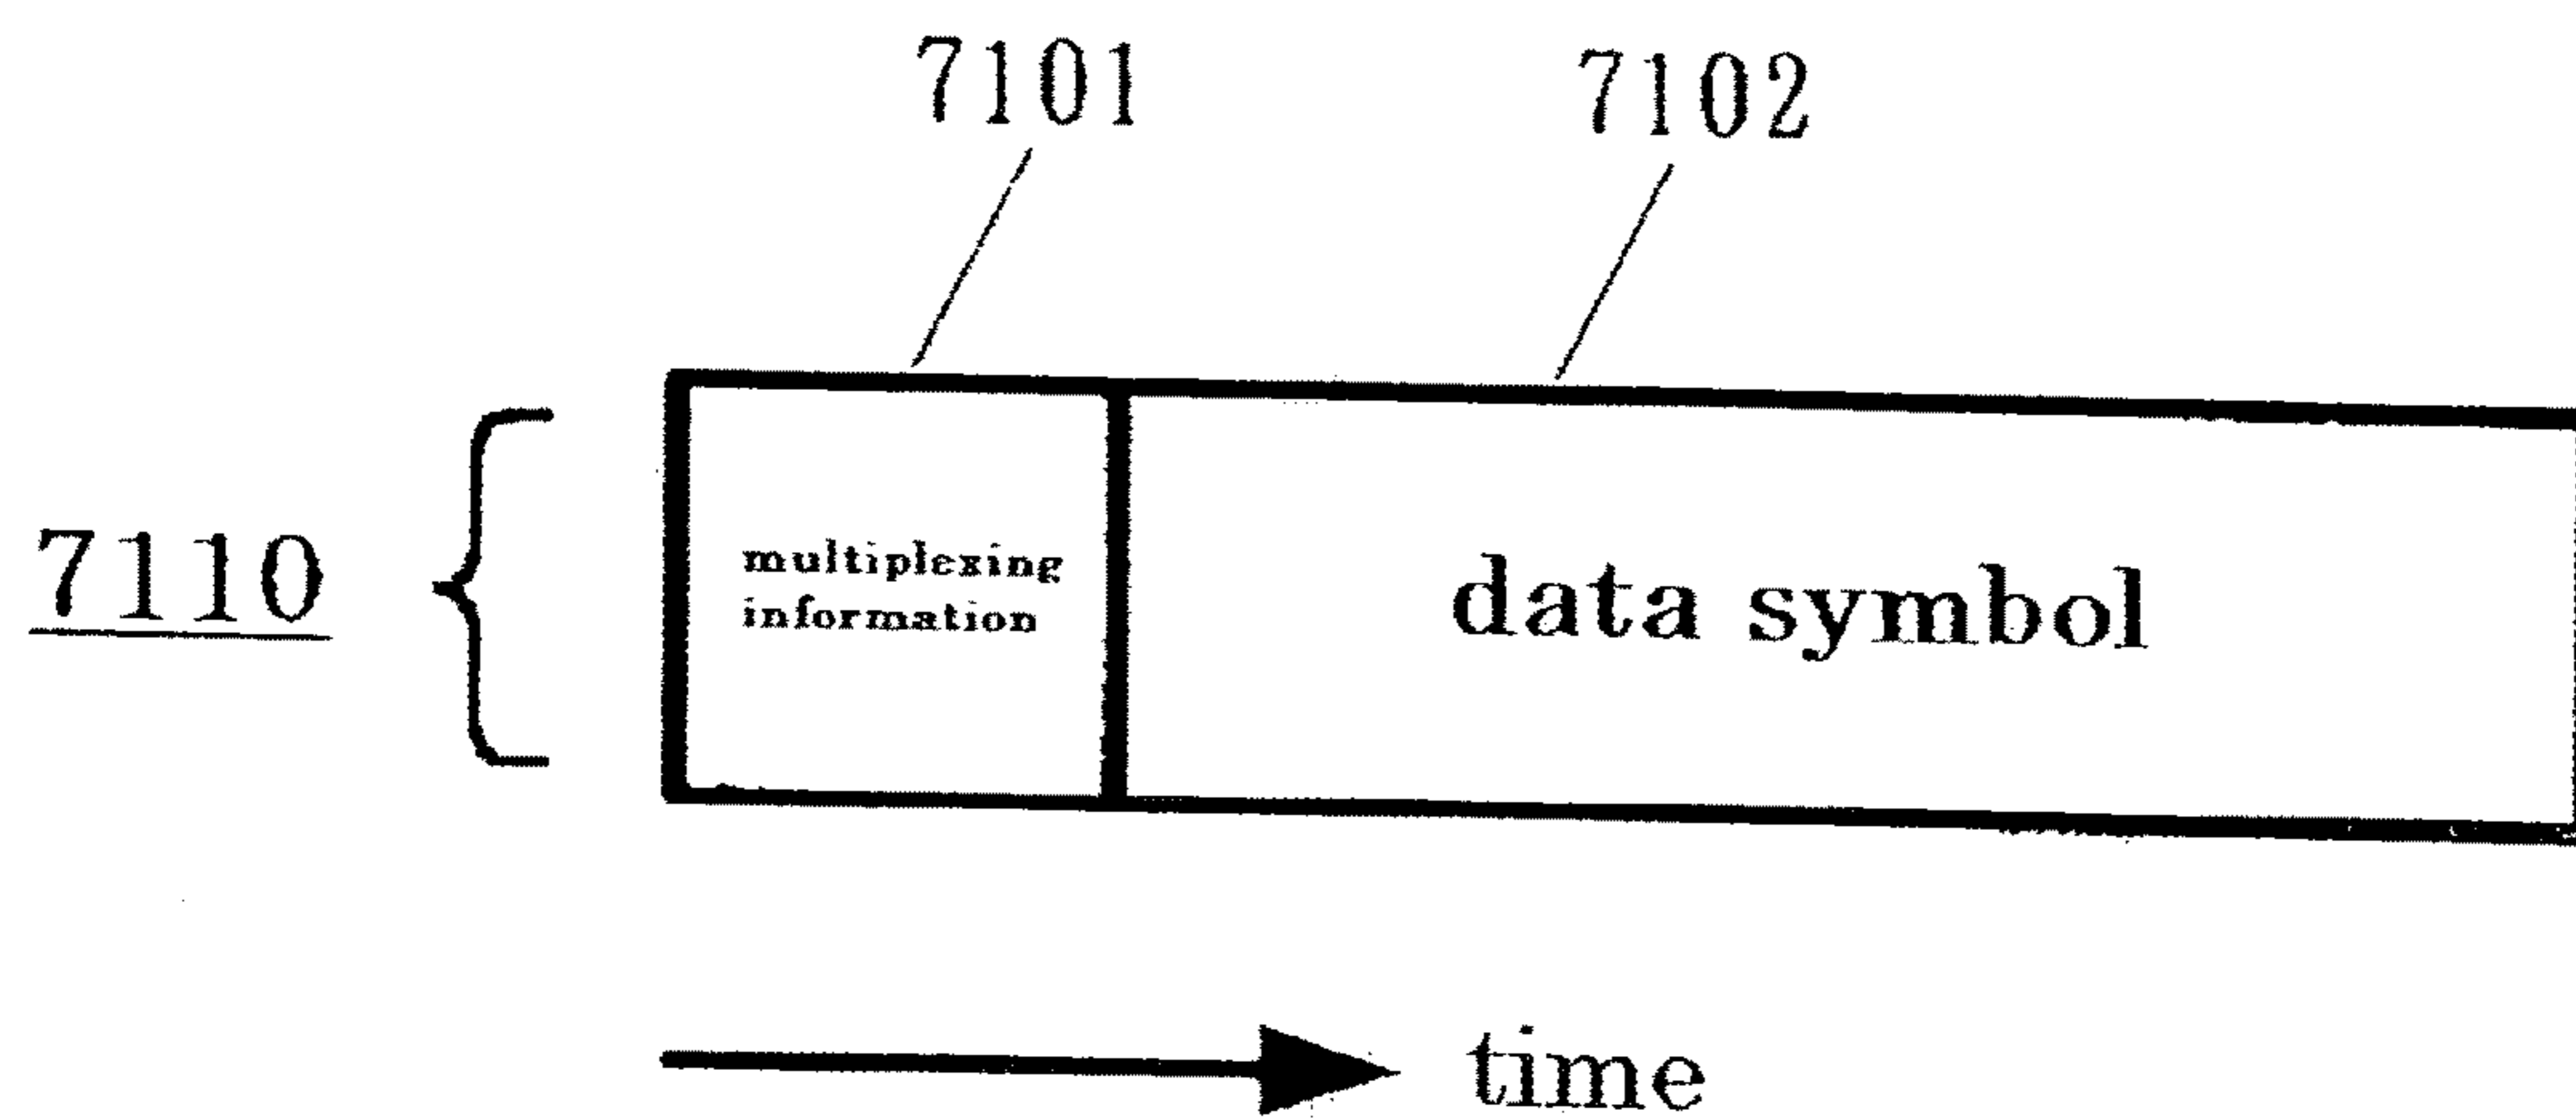 7101
7102
7110
multiplexing
information
data symbol
time